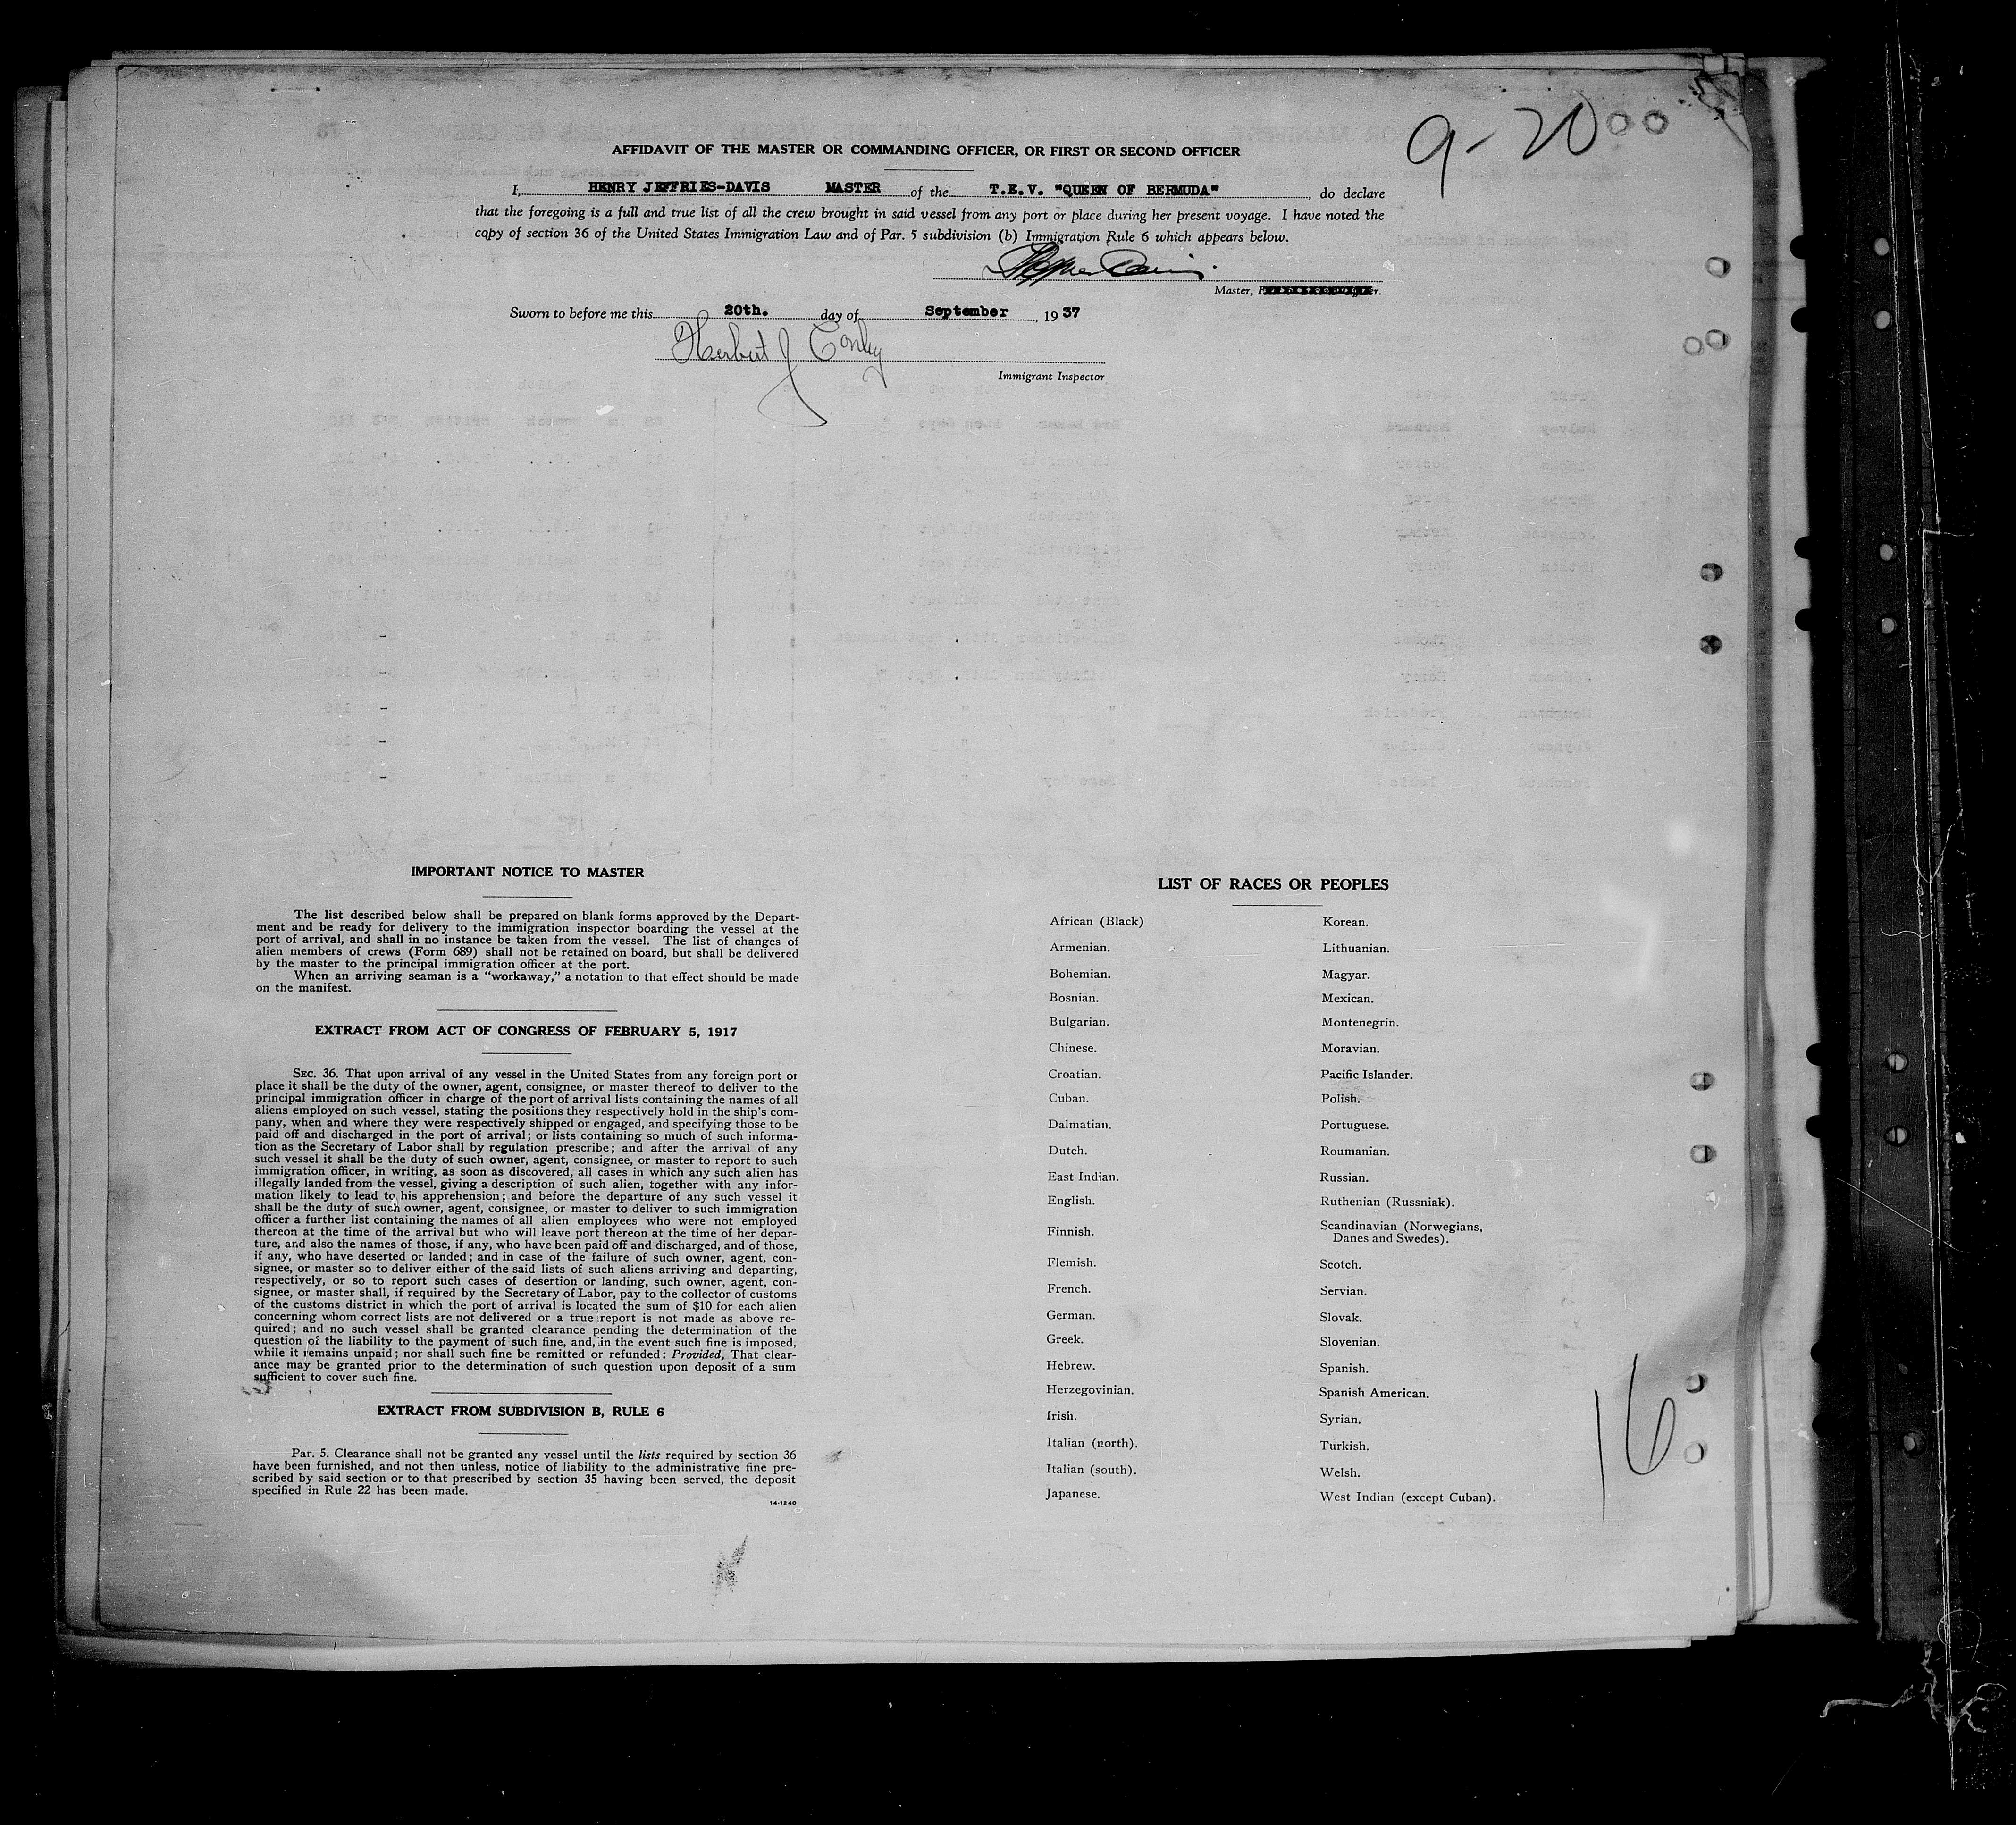 9-20
AFFIDAVIT OF THE MASTER OR COMMANDING OFFICER, OR FIRST OR SECOND OFFICER
I, HENRY JEFFRIES-DAVIS MASTER of the T.E.V. "QUEEN OF BERMUDA", do declare
that the foregoing is a full and true list of all the crew brought in said vessel from any port or place during her present voyage. I have noted the
copy of section 36 of the United States Immigration Law and of Par. 5 subdivision (b) Immigration Rule 6 which appears below.
Master,
Sworn to before me this 20th. day of September, 1937
Herbert J Conley
Immigrant Inspector
IMPORTANT NOTICE TO MASTER
The list described below shall be prepared on blank forms approved by the Depart-
ment and be ready for delivery to the immigration inspector boarding the vessel at the
port of arrival, and shall in no instance be taken from the vessel. The list of changes of
alien members of crews (Form 689) shall not be retained on board, but shall be delivered
by the master to the principal immigration officer at the port.
When an arriving seaman is a "workaway," a notation to that effect should be made
on the manifest.
EXTRACT FROM ACT OF CONGRESS OF FEBRUARY 5, 1917
SEC. 36. That upon arrival of any vessel in the United States from any foreign port or
place it shall be the duty of the owner, agent, consignee, or master thereof to deliver to the
principal immigration officer in charge of the port of arrival lists containing the names of all
aliens employed on such vessel, stating the positions they respectively hold in the ship's com-
pany, when and where they were respectively shipped or engaged, and specifying those to be
paid off and discharged in the port of arrival; or lists containing so much of such informa-
tion as the Secretary of Labor shall by regulation prescribe; and after the arrival of any
such vessel it shall be the duty of such owner, agent, consignee, or master to report to such
immigration officer, in writing, as soon as discovered, all cases in which any such alien has
illegally landed from the vessel, giving a description of such alien, together with any infor-
mation likely to lead to his apprehension; and before the departure of any such vessel it
shall be the duty of such owner, agent, consignee, or master to deliver to such immigration
officer a further list containing the names of all alien employees who were not employed
thereon at the time of the arrival but who will leave port thereon at the time of her depar-
ture, and also the names of those, if any, who have been paid off and discharged, and of those,
if any, who have deserted or landed; and in case of the failure of such owner, agent, con-
signee, or master so to deliver either of the said lists of such aliens arriving and departing,
respectively, or so to report such cases of desertion or landing, such owner, agent, con-
signee, or master shall, if required by the Secretary of Labor, pay to the collector of customs
of the customs district in which the port of arrival is located the sum of $10 for each alien
concerning whom correct lists are not delivered or a true report is not made as above re-
quired; and no such vessel shall be granted clearance pending the determination of the
question of the liability to the payment of such fine, and, in the event such fine is imposed,
while it remains unpaid; nor shall such fine be remitted or refunded: Provided, That clear-
ance may be granted prior to the determination of such question upon deposit of a sum
sufficient to cover such fine.
EXTRACT FROM SUBDIVISION B, RULE 6
Par. 5. Clearance shall not be granted any vessel until the lists required by section 36
have been furnished, and not then unless, notice of liability to the administrative fine pre-
scribed by said section or to that prescribed by section 35 having been served, the deposit
specified in Rule 22 has been made.
14-1240
LIST OF RACES OR PEOPLES
African (Black)
Armenian.
Bohemian.
Bosnian.
Bulgarian.
Chinese.
Croatian.
Cuban.
Dalmatian.
Dutch.
East Indian.
English.
Finnish.
Flemish.
French.
German.
Greek.
Hebrew.
Herzegovinian.
Irish.
Italian (north).
Italian (south).
Japanese.
Korean.
Lithuanian.
Magyar.
Mexican.
Montenegrin.
Moravian.
Pacific Islander.
Polish.
Portuguese.
Roumanian.
Russian.
Ruthenian (Russniak).
Scandinavian (Norwegians,
Danes and Swedes).
Scotch.
Servian.
Slovak.
Slovenian.
Spanish.
Spanish American.
Syrian.
Turkish.
Welsh.
West Indian (except Cuban).
16